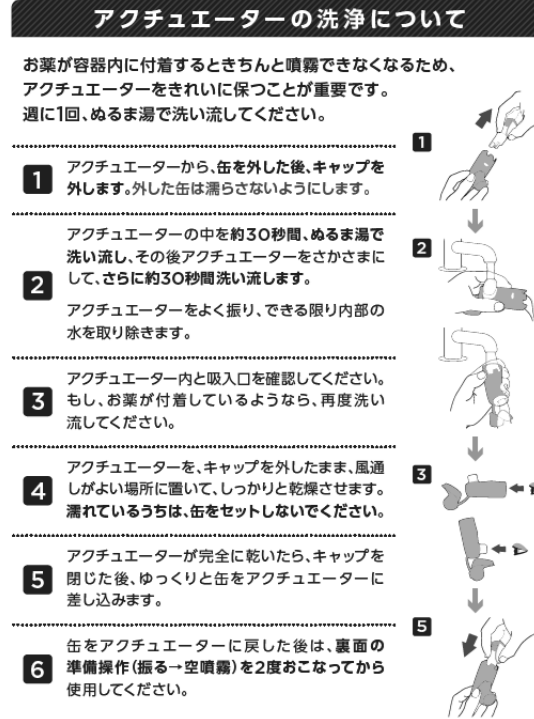 アクチュエーターの洗浄について
お薬が容器内に付着するときちんと噴霧できなくなるため、
アクチュエーターをきれいに保つことが重要です。
週に1回、ぬるま湯で洗い流してください。
1
アクチュエーターから、缶を外した後、キャップを
外します。外した缶は濡らさないようにします。
2
アクチュエーターの中を約30秒間、ぬるま湯で
洗い流し、その後アクチュエーターをさかさまに
して、さらに約30秒間洗い流します。
アクチュエーターをよく振り、できる限り内部の
水を取り除きます。
3
アクチュエーター内と吸入口を確認してください。
もし、お薬が付着しているようなら、再度洗い
流してください。
4
アクチュエーターを、キャップを外したまま、風通
しがよい場所に置いて、しっかりと乾燥させます。
濡れているうちは、缶をセットしないでください。
5
アクチュエーターが完全に乾いたら、キャップを
閉じた後、ゆっくりと缶をアクチュエーターに
差し込みます。
6
缶をアクチュエーターに戻した後は、裏面の
準備操作(振る→空噴霧)を2度おこなってから
使用してください。
1
2
3
5